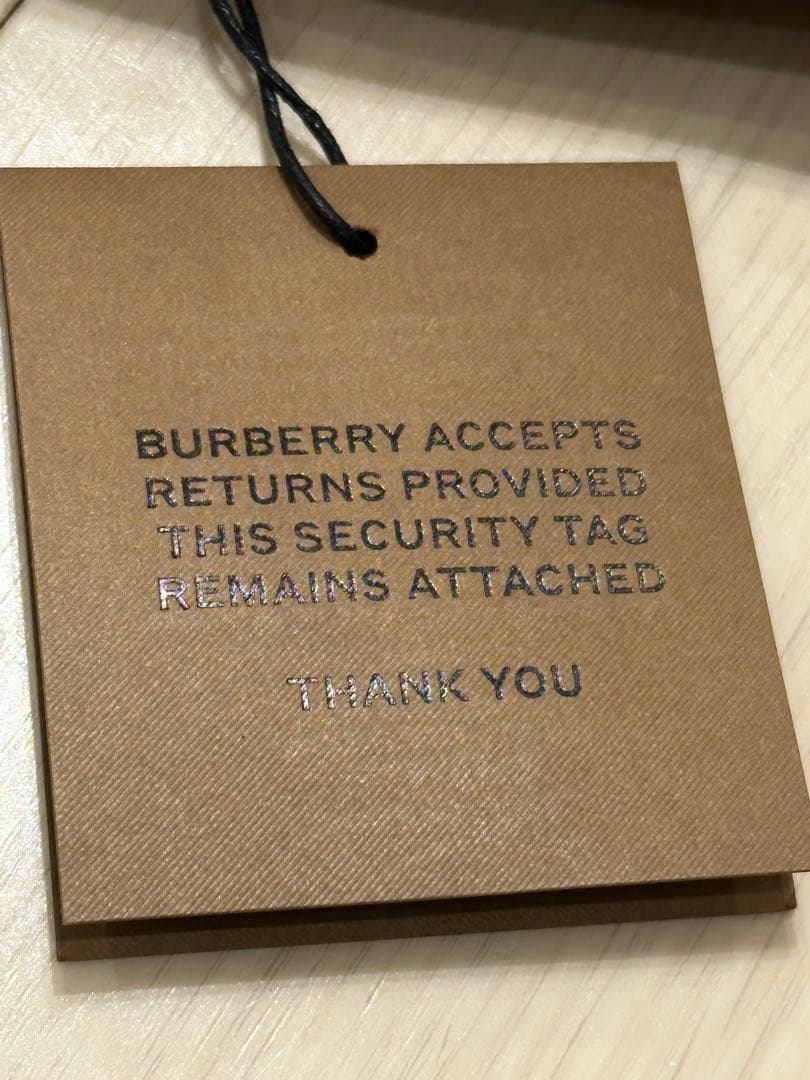 BURBERRY ACCEPTS
RETURNS PROVIDED
THIS SECURITY TAG
REMAINS ATTACHED
THANK YOU